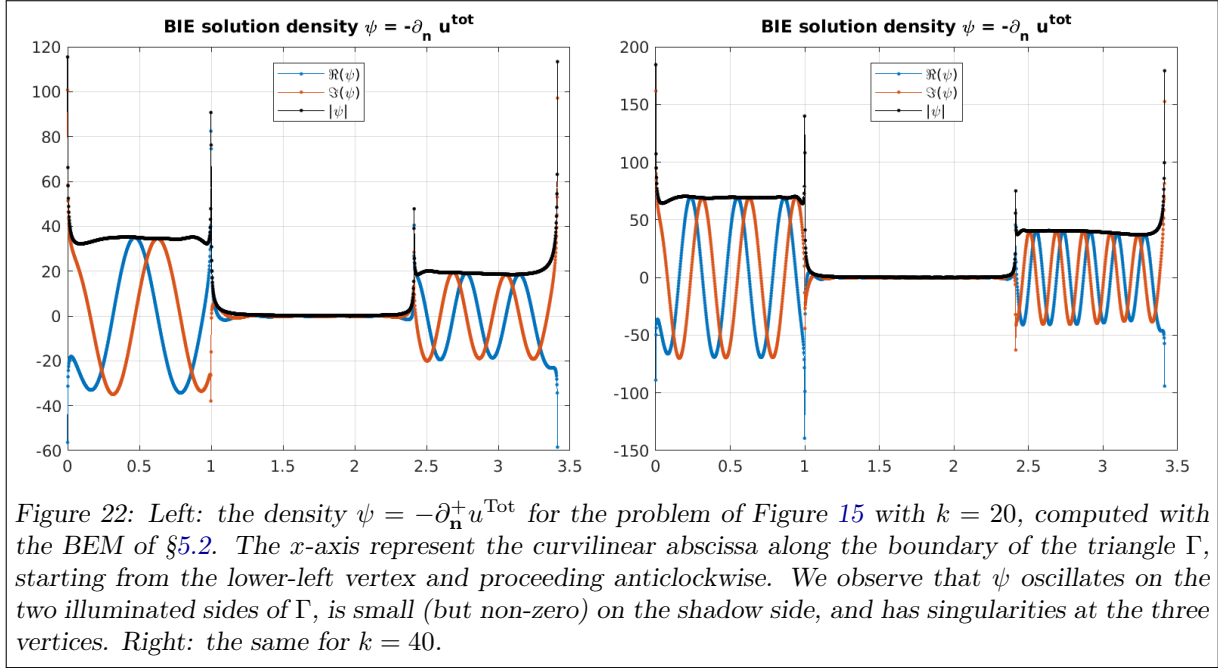 BIE solution density ψ = -∂ₙ u^tot
120
100
80
60
40
20
0
-20
-40
-60
0
0.5
1
1.5
2
2.5
3
3.5
ℜ(ψ)
ℑ(ψ)
|ψ|
BIE solution density ψ = -∂ₙ u^tot
200
150
100
50
0
-50
-100
-150
0
0.5
1
1.5
2
2.5
3
3.5
ℜ(ψ)
ℑ(ψ)
|ψ|
Figure 22: Left: the density ψ = −∂⁺ₙu^Tot for the problem of Figure 15 with k = 20, computed with
the BEM of §5.2. The x-axis represent the curvilinear abscissa along the boundary of the triangle Γ,
starting from the lower-left vertex and proceeding anticlockwise. We observe that ψ oscillates on the
two illuminated sides of Γ, is small (but non-zero) on the shadow side, and has singularities at the three
vertices. Right: the same for k = 40.